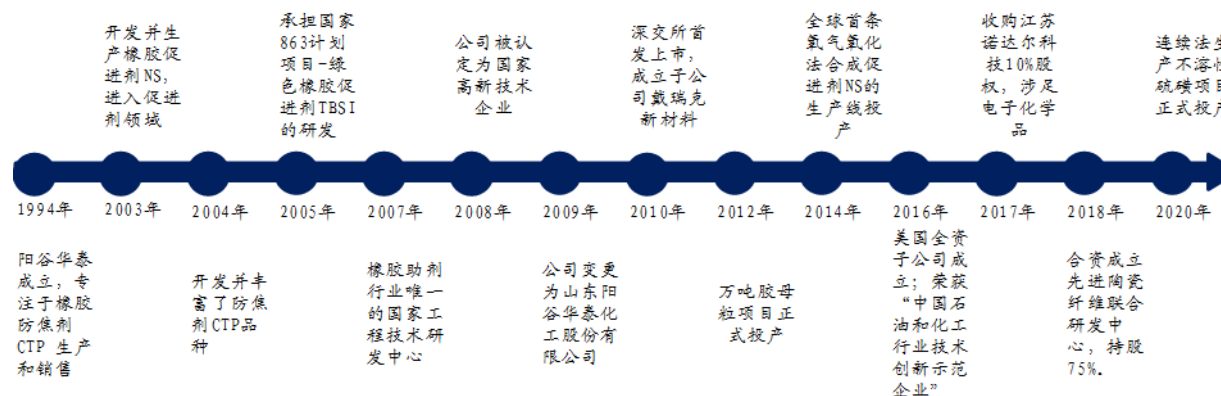 开发并生
产橡胶促
进剂NS，
进入促进
剂领域
承担国家
863计划
项目-绿
色橡胶促
进剂TBSI
的研发
公司被认
定为国家
高新技术
企业
深交所首
发上市，
成立子公
司戴瑞克
新材料
全球首条
氧气氧化
法合成促
进剂NS的
生产线投
产
收购江苏
诺达尔科
技10%股
权，涉足
电子化学
品
连续法生
产不溶性
硫磺项目
正式投产
1994年
2003年
2004年
2005年
2007年
2008年
2009年
2010年
2012年
2014年
2016年
2017年
2018年
2020年
阳谷华泰
成立，专
注于橡胶
防焦剂
CTP 生产
和销售
开发并丰
富了防焦
剂CTP品
种
橡胶助剂
行业唯一
的国家工
程技术研
发中心
公司变更
为山东阳
谷华泰化
工股份有
限公司
万吨胶母
粒项目正
式投产
美国全资
子公司成
立；荣获
“中国石
油和化工
行业技术
创新示范
企业”
合资成立
先进陶瓷
纤维联合
研发中
心，持股
75%.